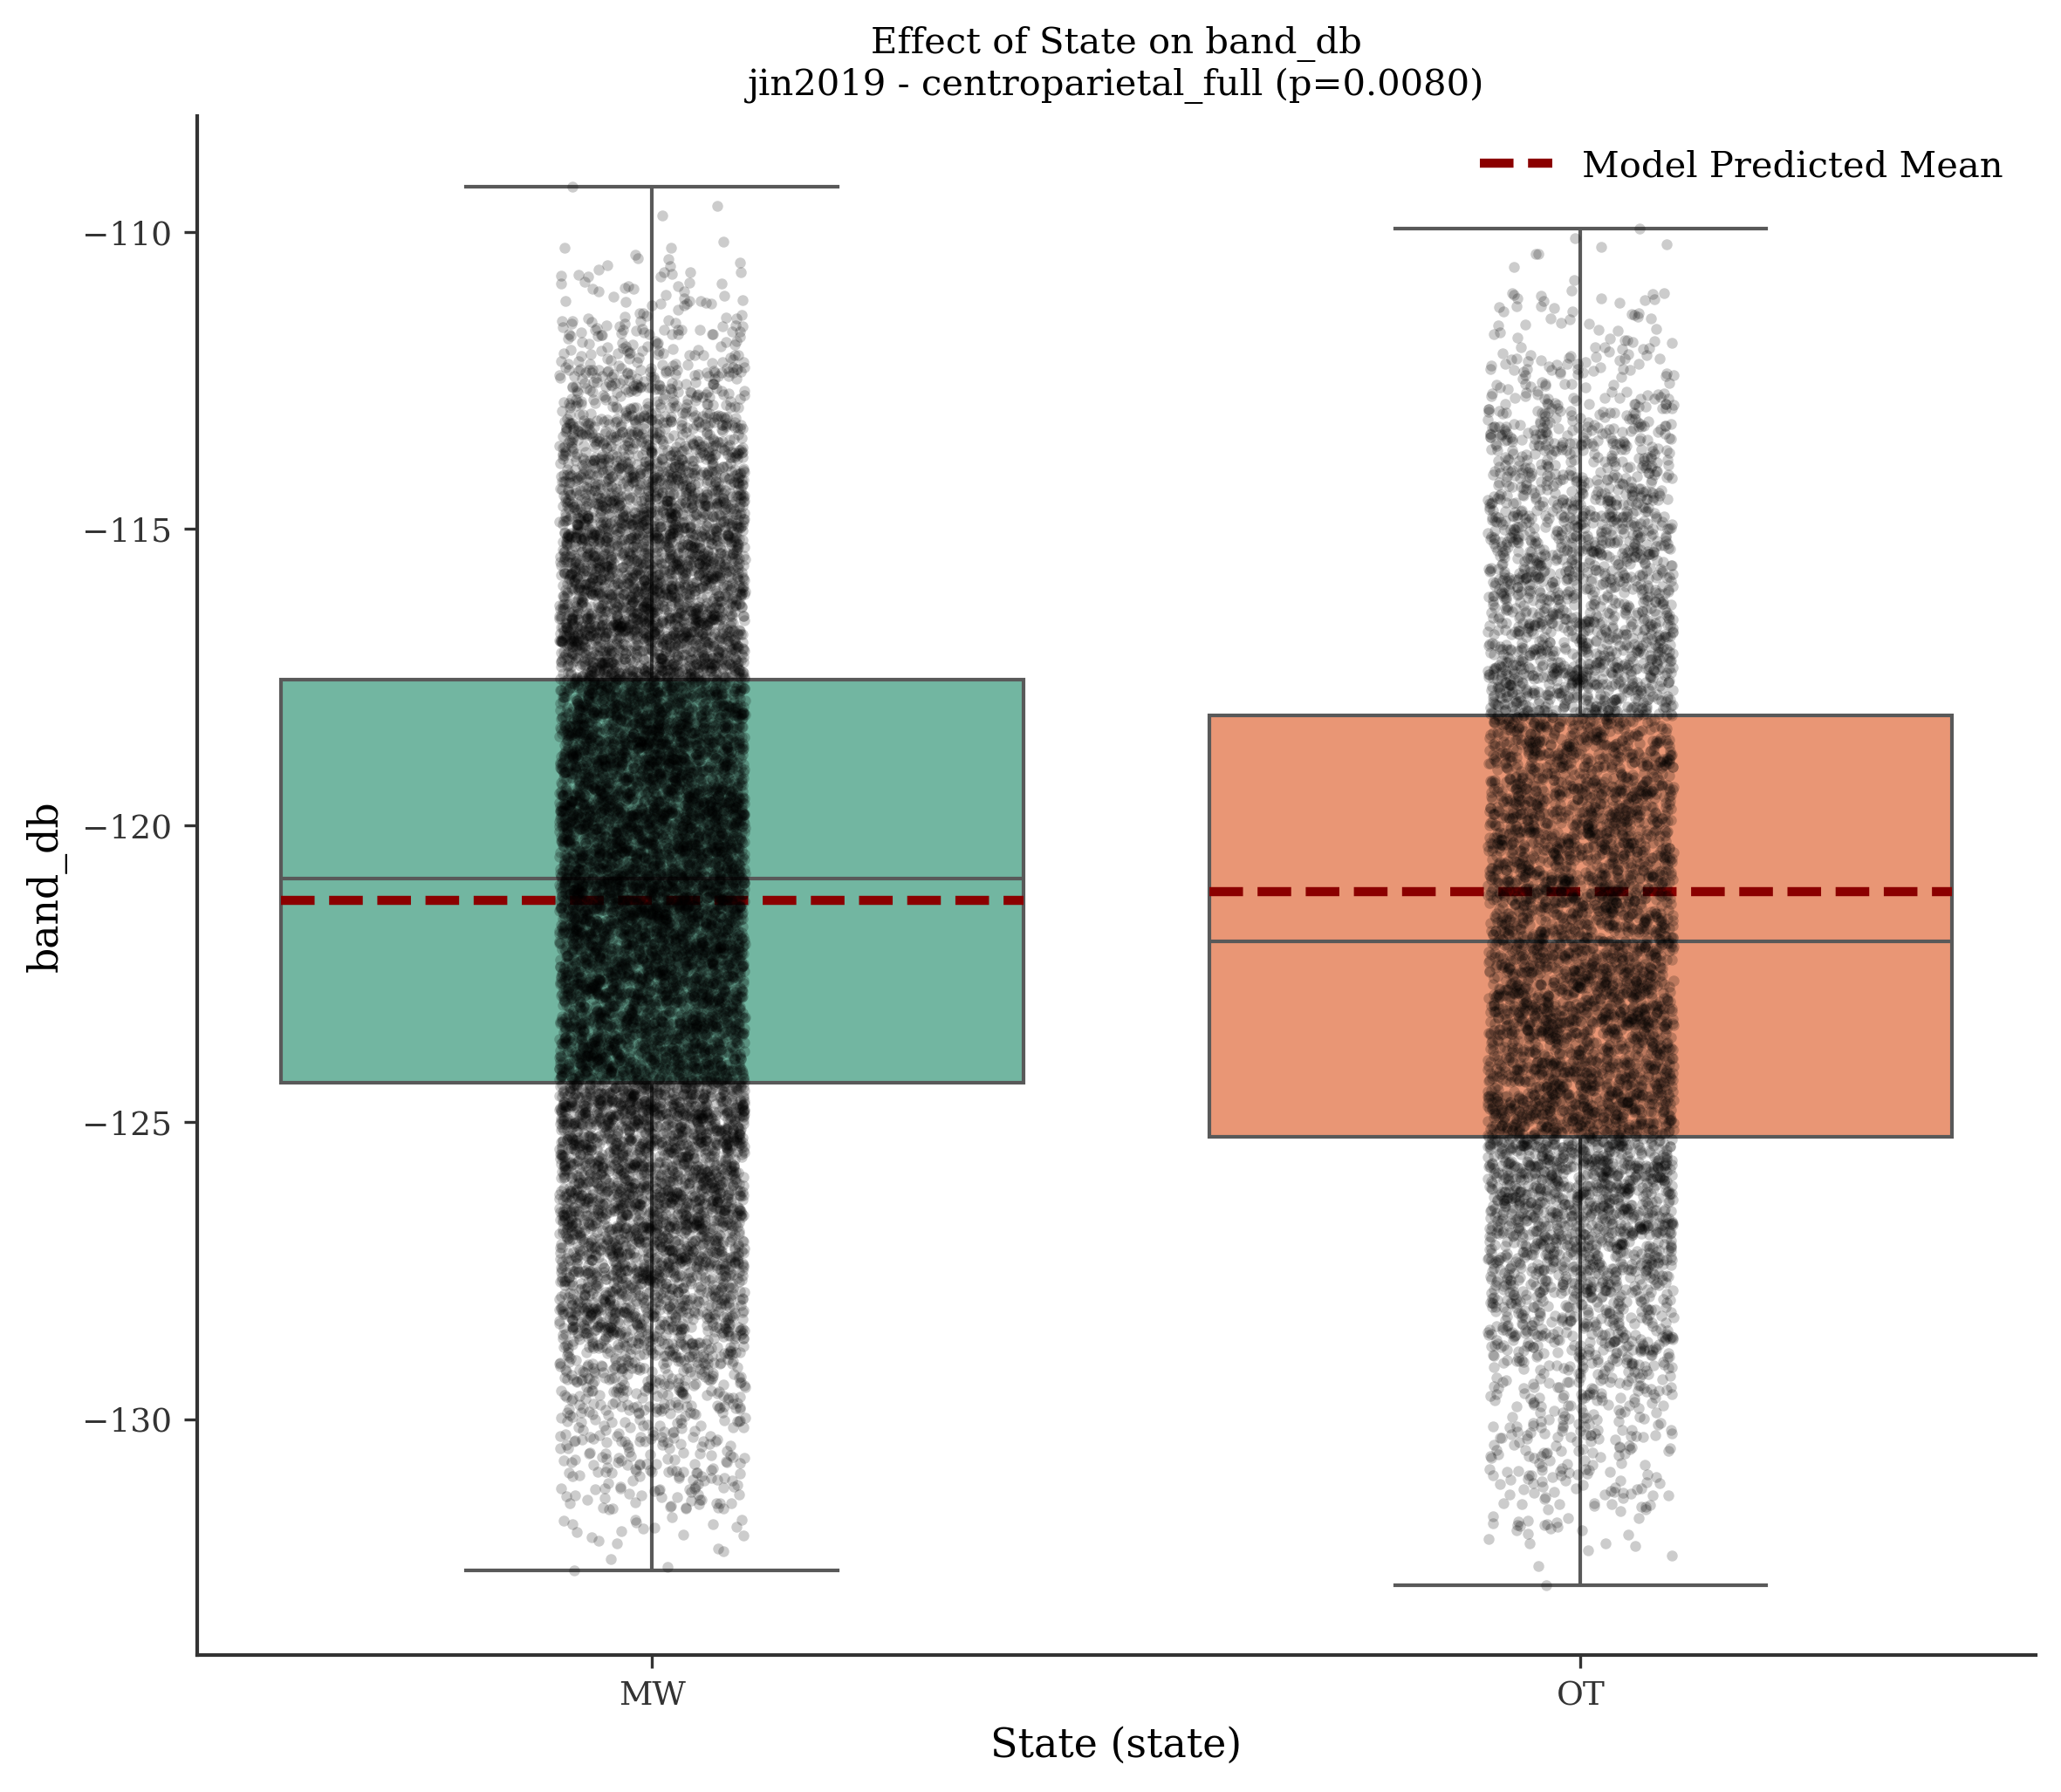 Effect of State on band_db
jin2019 - centroparietal_full (p=0.0080)
Model Predicted Mean
−110
−115
−120
−125
−130
band_db
MW
OT
State (state)